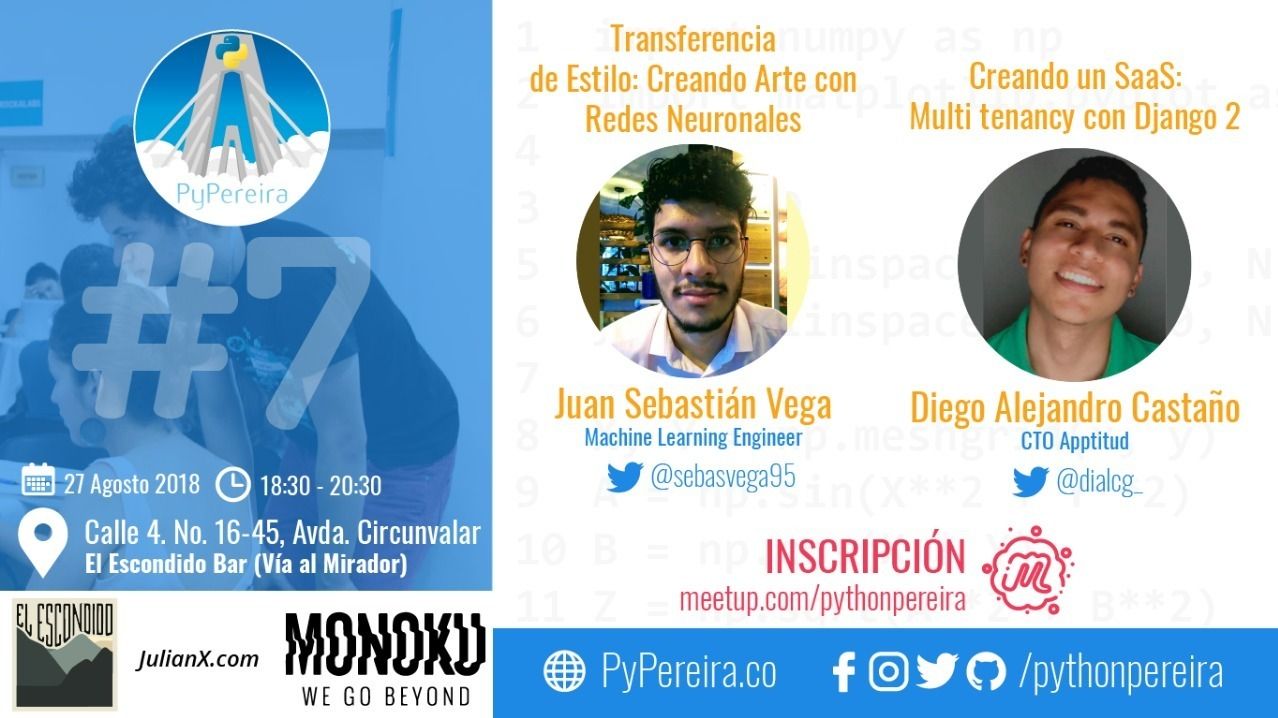 PyPereira
#7
27 Agosto 2018
18:30 - 20:30
Calle 4. No. 16-45, Avda. Circunvalar
El Escondido Bar (Vía al Mirador)
EL ESCONDIDO
JulianX.com
MONOKU
WE GO BEYOND
Transferencia
de Estilo: Creando Arte con
Redes Neuronales
Juan Sebastián Vega
Machine Learning Engineer
@sebasvega95
Creando un SaaS:
Multi tenancy con Django 2
Diego Alejandro Castaño
CTO Apptitud
@dialcg_
INSCRIPCIÓN
meetup.com/pythonpereira
PyPereira.co
/pythonpereira